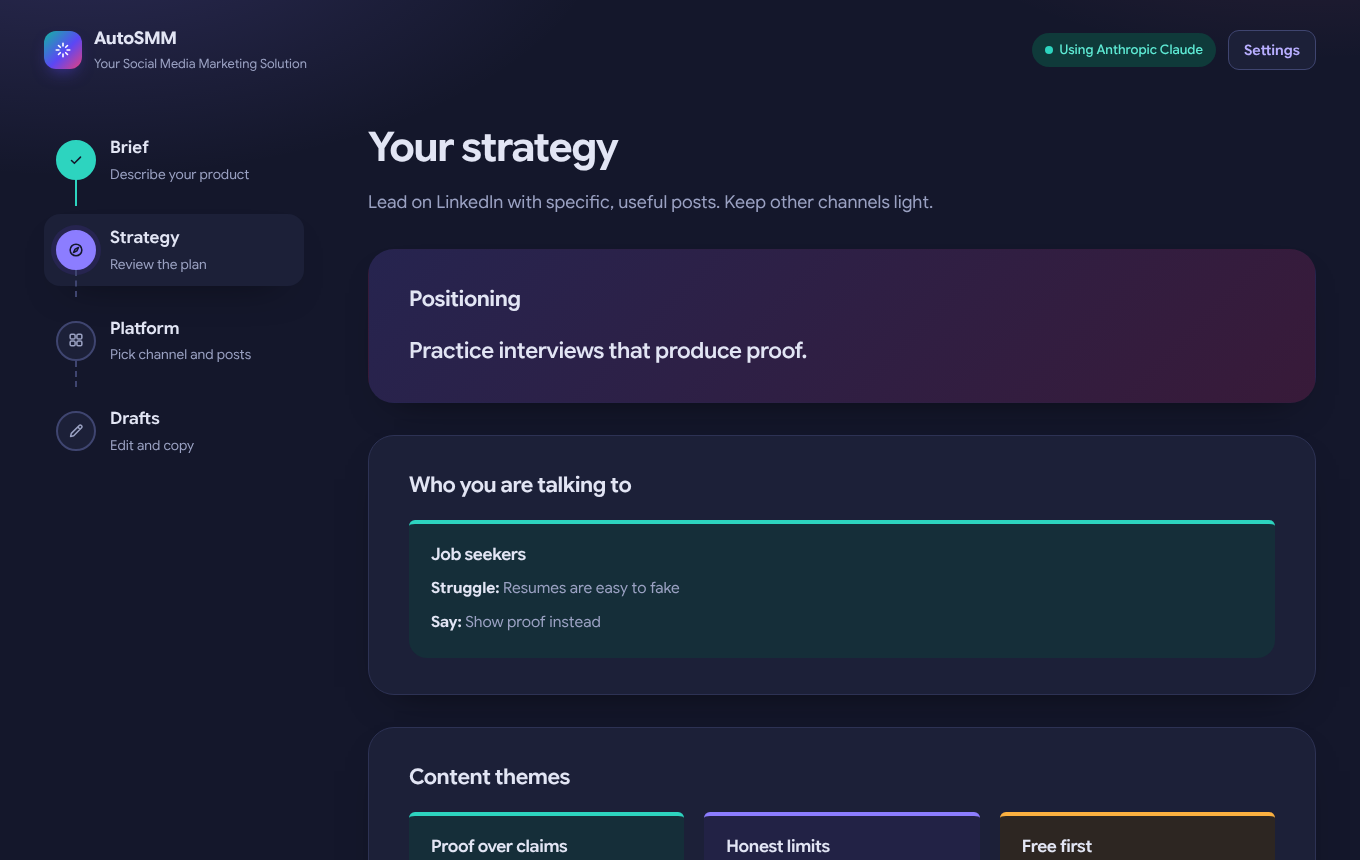 AutoSMM
Your Social Media Marketing Solution
Using Anthropic Claude
Settings
Brief
Describe your product
Strategy
Review the plan
Platform
Pick channel and posts
Drafts
Edit and copy
Your strategy
Lead on LinkedIn with specific, useful posts. Keep other channels light.
Positioning
Practice interviews that produce proof.
Who you are talking to
Job seekers
Struggle: Resumes are easy to fake
Say: Show proof instead
Content themes
Proof over claims
Honest limits
Free first